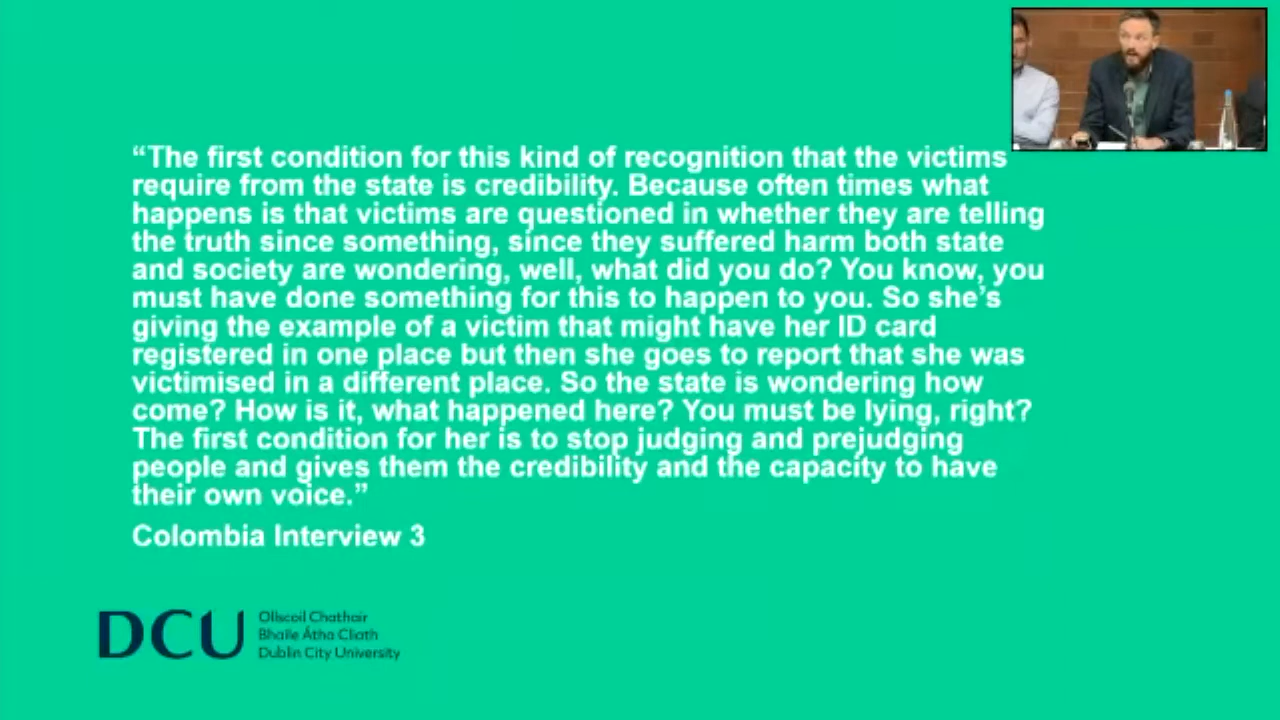 “The first condition for this kind of recognition that the victims
require from the state is credibility. Because often times what
happens is that victims are questioned in whether they are telling
the truth since something, since they suffered harm both state
and society are wondering, well, what did you do? You know, you
must have done something for this to happen to you. So she’s
giving the example of a victim that might have her ID card
registered in one place but then she goes to report that she was
victimised in a different place. So the state is wondering how
come? How is it, what happened here? You must be lying, right?
The first condition for her is to stop judging and prejudging
people and gives them the credibility and the capacity to have
their own voice.”
Colombia Interview 3
DCU
Ollscoil Chathair
Bhaile Átha Cliath
Dublin City University